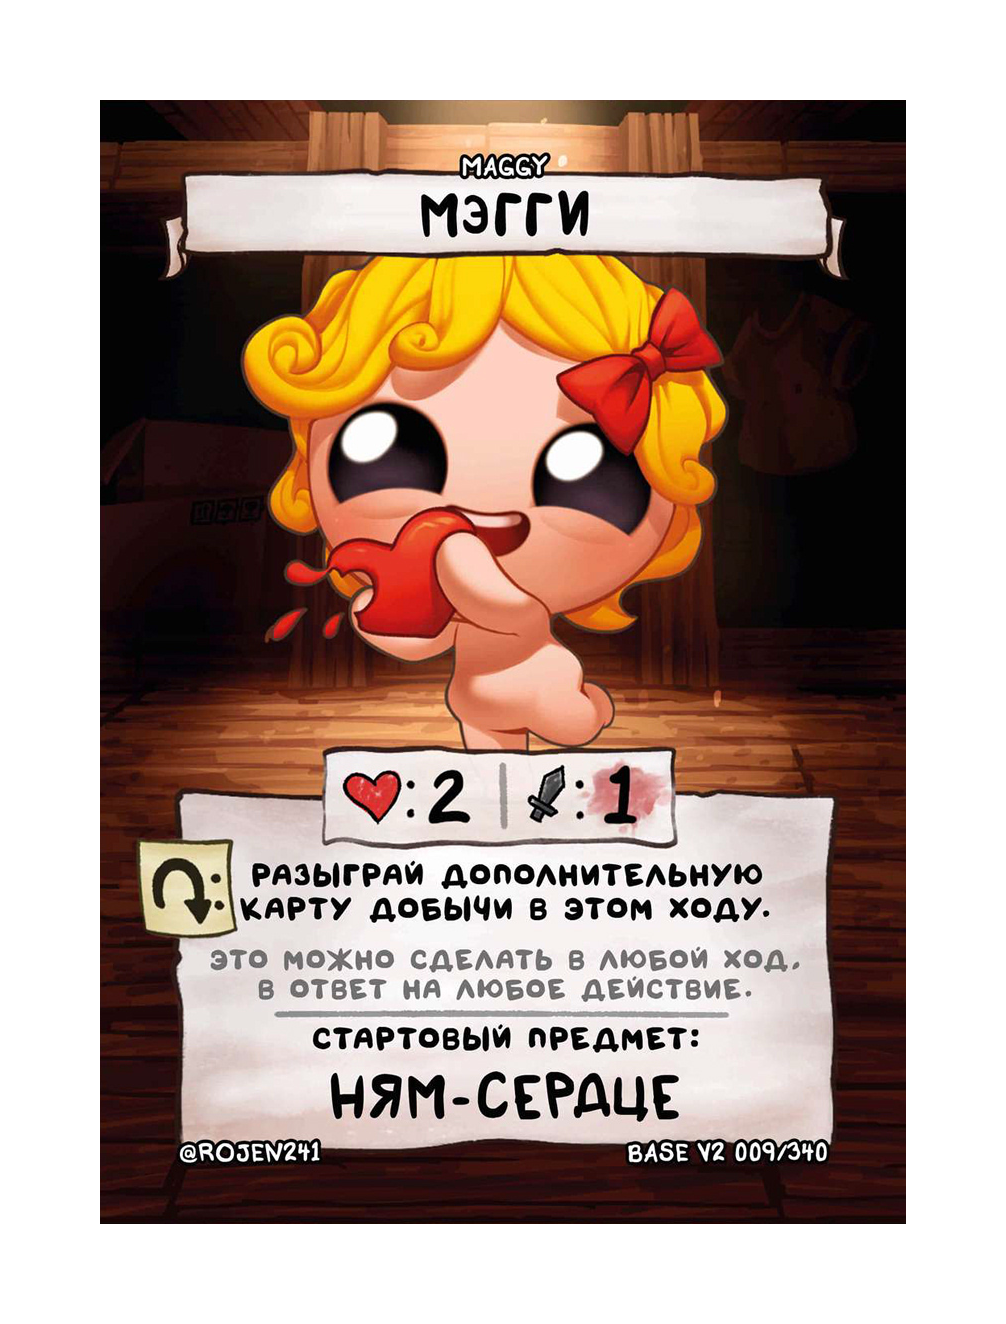 MAGGY
МЭГГИ
:2 | :1
РАЗЫГРАЙ ДОПОЛНИТЕЛЬНУЮ
КАРТУ ДОБЫЧИ В ЭТОМ ХОДУ.
ЭТО МОЖНО СДЕЛАТЬ В ЛЮБОЙ ХОД,
В ОТВЕТ НА ЛЮБОЕ ДЕЙСТВИЕ.
СТАРТОВЫЙ ПРЕДМЕТ:
НЯМ-СЕРДЦЕ
@ROJEN241
BASE V2 009/340